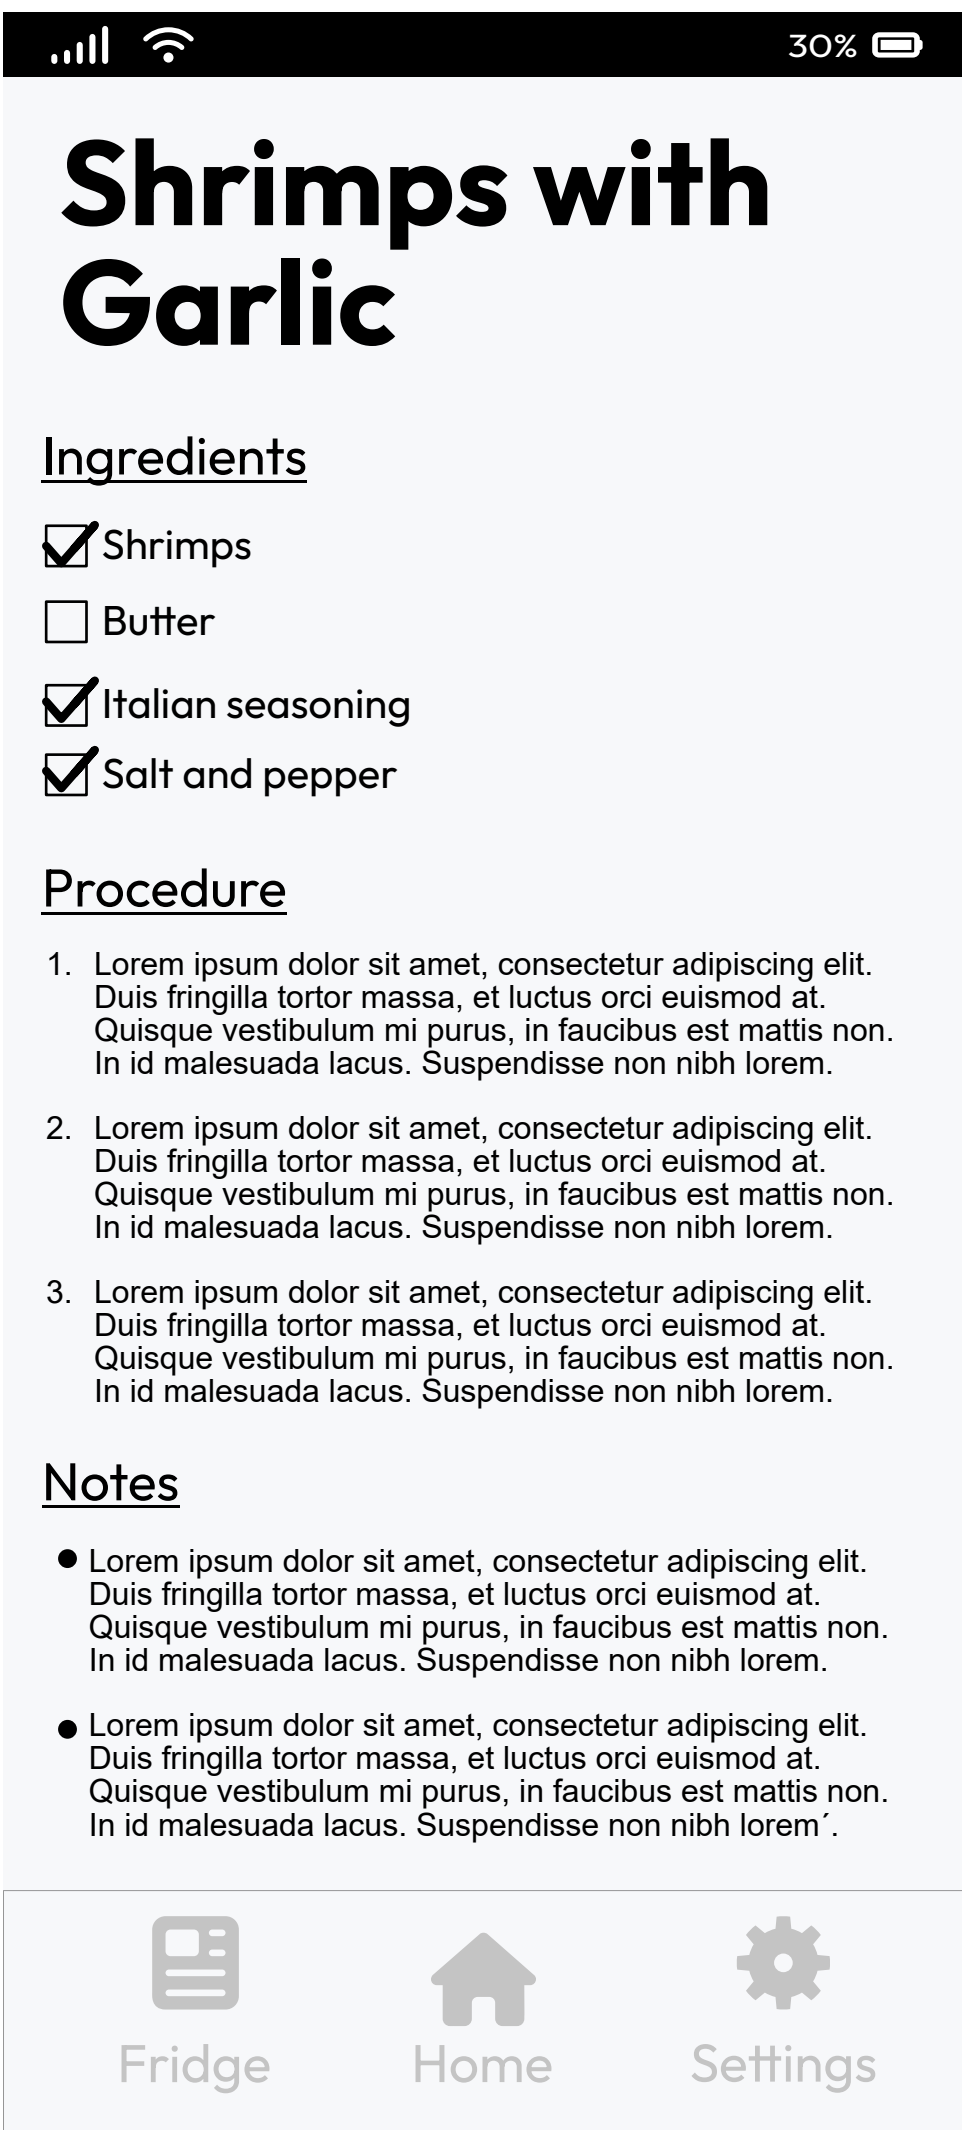 30%
Shrimps with
Garlic
Ingredients
Shrimps
Butter
Italian seasoning
Salt and pepper
Procedure
1. Lorem ipsum dolor sit amet, consectetur adipiscing elit.
Duis fringilla tortor massa, et luctus orci euismod at.
Quisque vestibulum mi purus, in faucibus est mattis non.
In id malesuada lacus. Suspendisse non nibh lorem.
2. Lorem ipsum dolor sit amet, consectetur adipiscing elit.
Duis fringilla tortor massa, et luctus orci euismod at.
Quisque vestibulum mi purus, in faucibus est mattis non.
In id malesuada lacus. Suspendisse non nibh lorem.
3. Lorem ipsum dolor sit amet, consectetur adipiscing elit.
Duis fringilla tortor massa, et luctus orci euismod at.
Quisque vestibulum mi purus, in faucibus est mattis non.
In id malesuada lacus. Suspendisse non nibh lorem.
Notes
● Lorem ipsum dolor sit amet, consectetur adipiscing elit.
Duis fringilla tortor massa, et luctus orci euismod at.
Quisque vestibulum mi purus, in faucibus est mattis non.
In id malesuada lacus. Suspendisse non nibh lorem.
● Lorem ipsum dolor sit amet, consectetur adipiscing elit.
Duis fringilla tortor massa, et luctus orci euismod at.
Quisque vestibulum mi purus, in faucibus est mattis non.
In id malesuada lacus. Suspendisse non nibh lorem´.
Fridge Home Settings